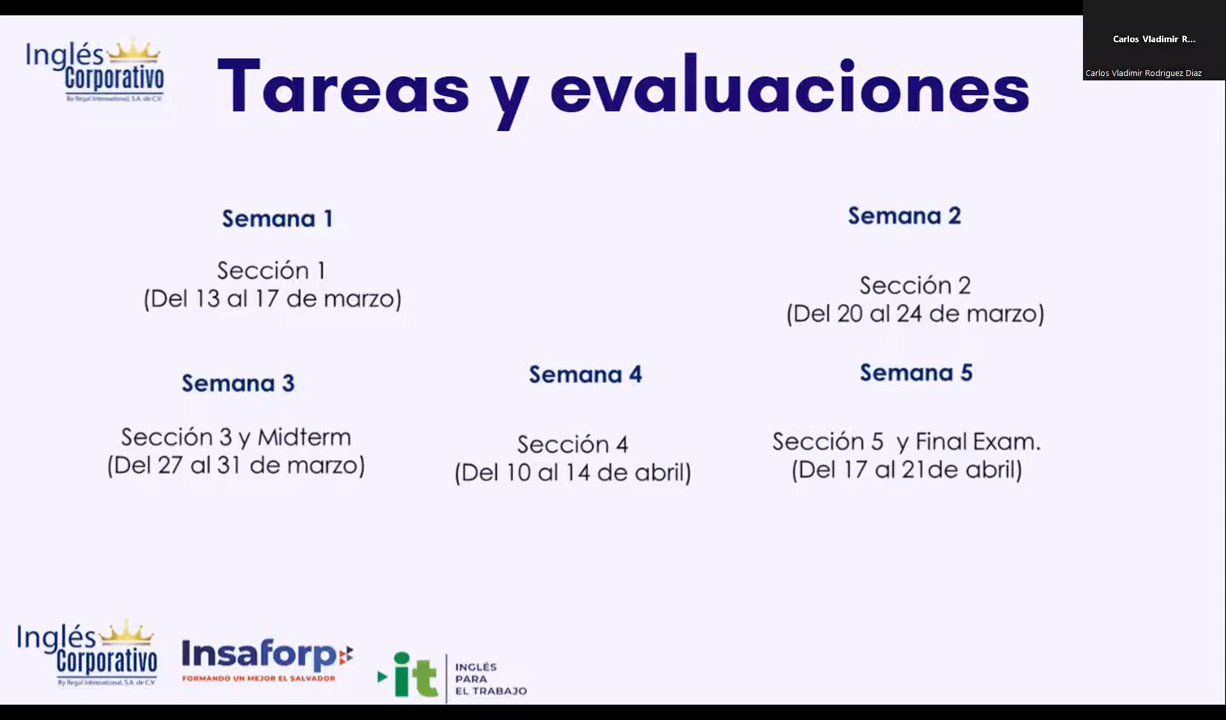 Inglés
Corporativo
By Regal International, S.A. de C.V.
Tareas y evaluaciones
Carlos Vladimir R...
Carlos Vladimir Rodriguez Diaz
Semana 1
Sección 1
(Del 13 al 17 de marzo)
Semana 2
Sección 2
(Del 20 al 24 de marzo)
Semana 3
Sección 3 y Midterm
(Del 27 al 31 de marzo)
Semana 4
Sección 4
(Del 10 al 14 de abril)
Semana 5
Sección 5 y Final Exam.
(Del 17 al 21de abril)
Inglés
Corporativo
By Regal International, S.A. de C.V.
Insaforp
FORMANDO UN MEJOR EL SALVADOR
it
INGLÉS
PARA
EL TRABAJO